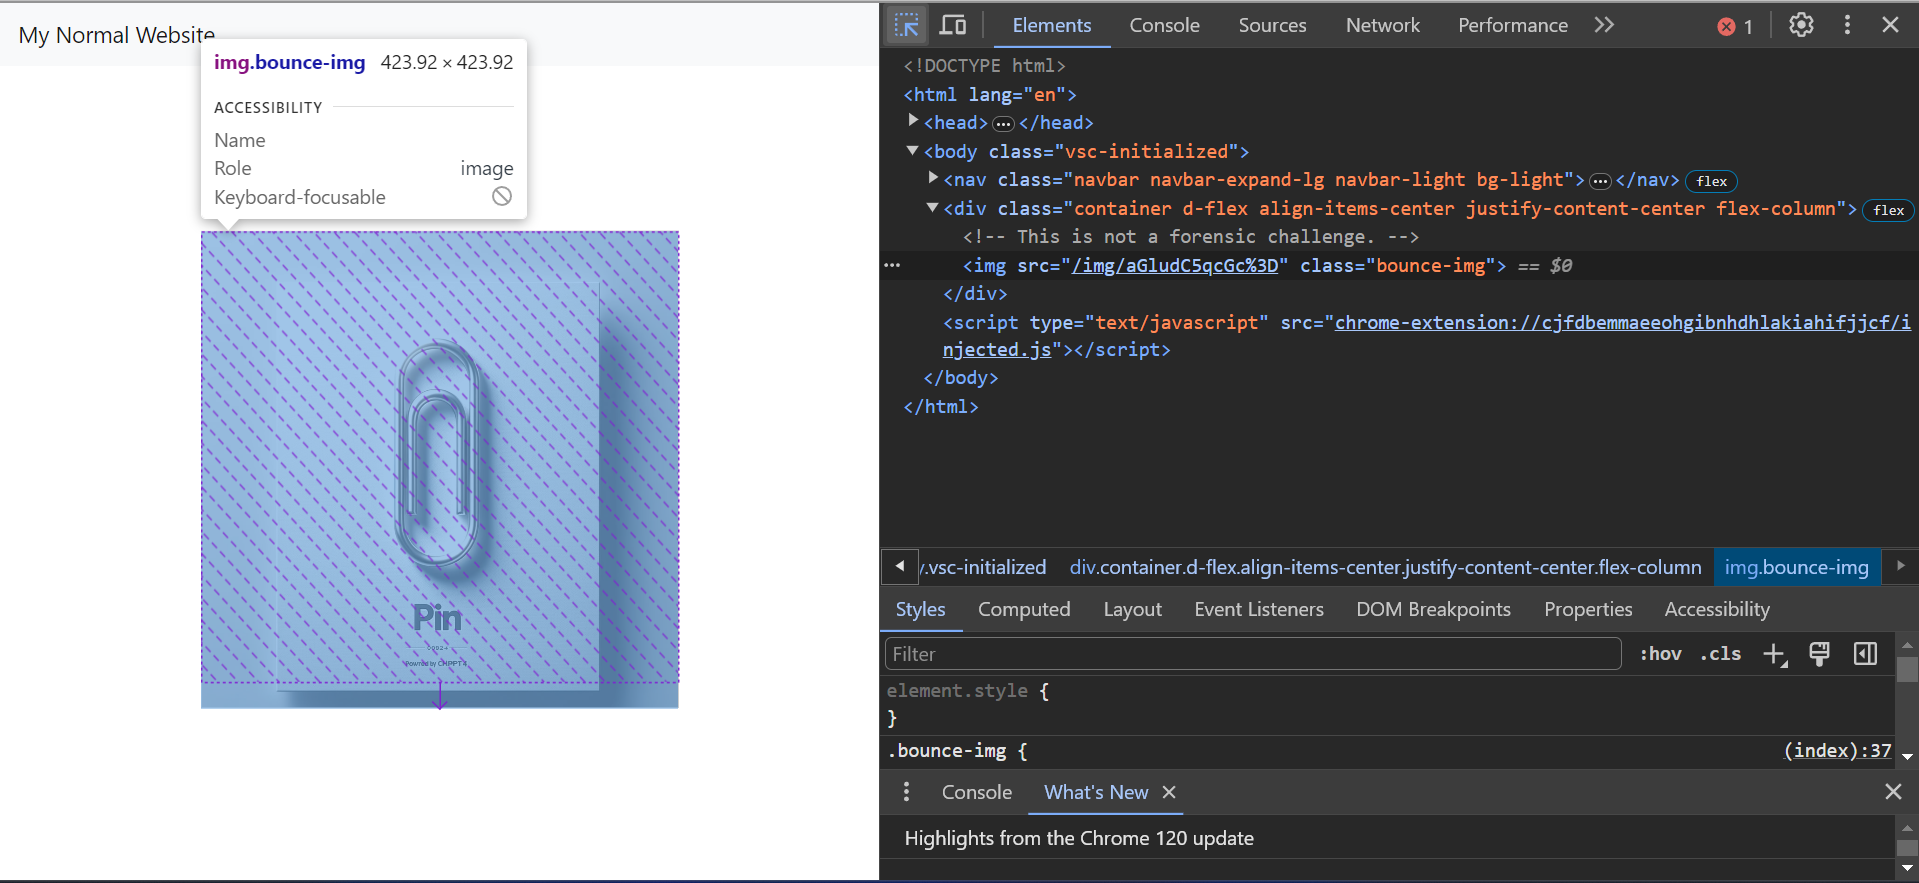 My Normal Website
img.bounce-img 423.92 × 423.92
ACCESSIBILITY
Name
Role image
Keyboard-focusable
Pin
Powered by
Elements Console Sources Network Performance 1
<!DOCTYPE html>
<html lang="en">
<head> ··· </head>
<body class="vsc-initialized">
<nav class="navbar navbar-expand-lg navbar-light bg-light"> ··· </nav> flex
<div class="container d-flex align-items-center justify-content-center flex-column"> flex
<!-- This is not a forensic challenge. -->
··· <img src="/img/aGludC5qcGc%3D" class="bounce-img"> == $0
</div>
<script type="text/javascript" src="chrome-extension://cjfdbemmaeeohgibnhdhlakiahifjjcf/i
njected.js"></script>
</body>
</html>
.vsc-initialized div.container.d-flex.align-items-center.justify-content-center.flex-column img.bounce-img
Styles Computed Layout Event Listeners DOM Breakpoints Properties Accessibility
Filter :hov .cls
element.style {
}
.bounce-img { (index):37
Console What's New
Highlights from the Chrome 120 update